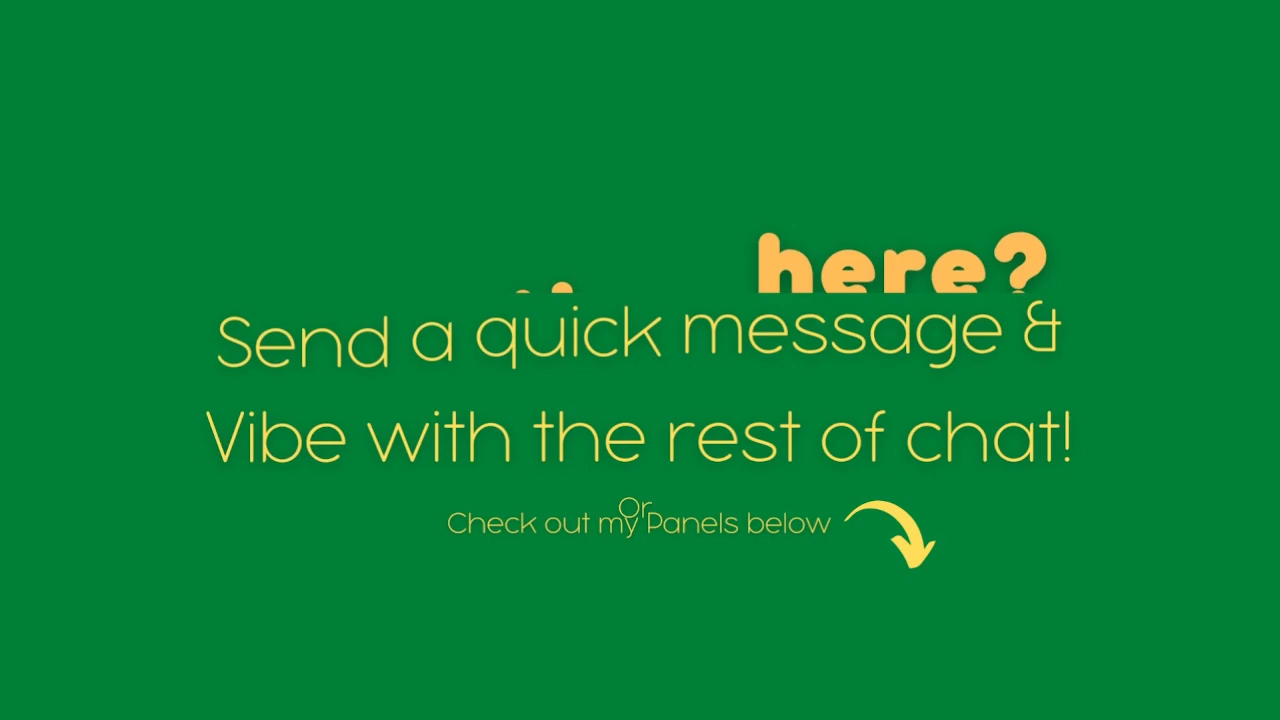 here?
Send a quick message &
Vibe with the rest of chat!
Or
Check out my Panels below